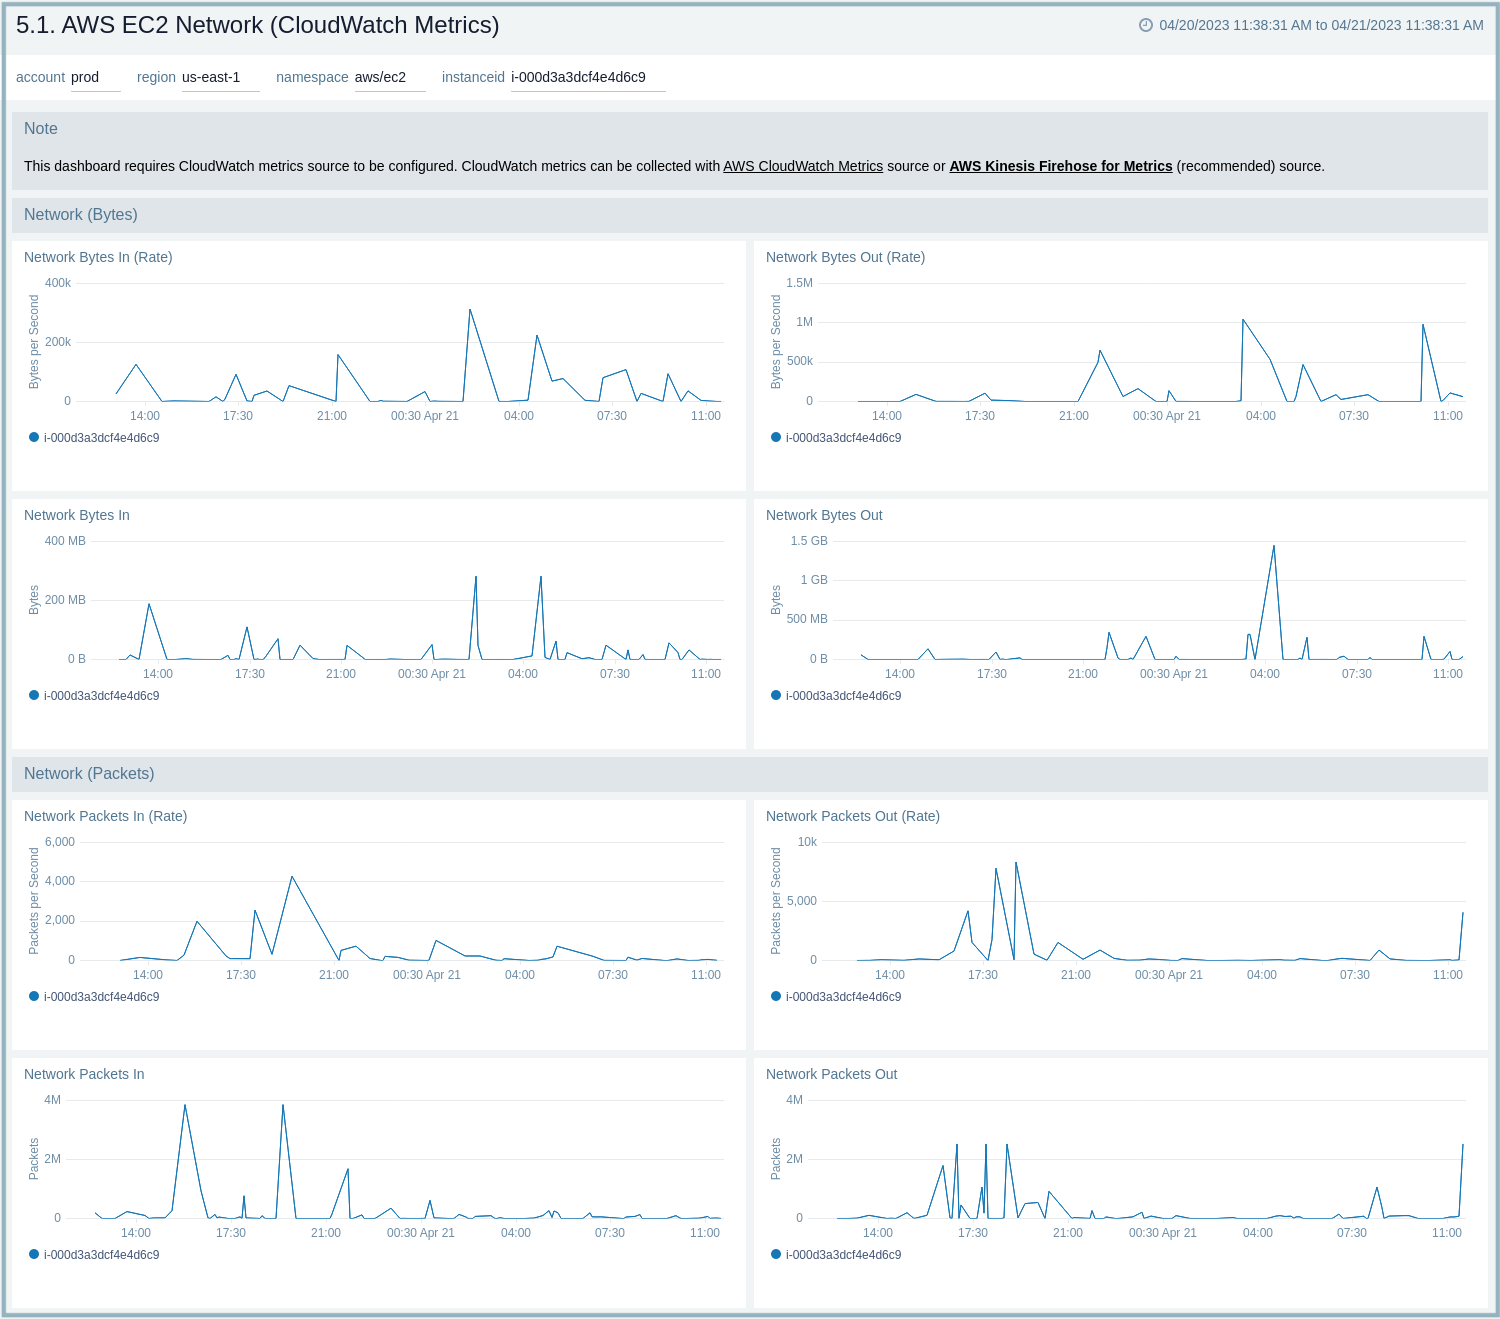 5.1. AWS EC2 Network (CloudWatch Metrics)
04/20/2023 11:38:31 AM to 04/21/2023 11:38:31 AM
account prod region us-east-1 namespace aws/ec2 instanceid i-000d3a3dcf4e4d6c9
Note
This dashboard requires CloudWatch metrics source to be configured. CloudWatch metrics can be collected with AWS CloudWatch Metrics source or AWS Kinesis Firehose for Metrics (recommended) source.
Network (Bytes)
Network Bytes In (Rate)
Bytes per Second
400k
200k
0
14:00 17:30 21:00 00:30 Apr 21 04:00 07:30 11:00
i-000d3a3dcf4e4d6c9
Network Bytes Out (Rate)
Bytes per Second
1.5M
1M
500k
0
14:00 17:30 21:00 00:30 Apr 21 04:00 07:30 11:00
i-000d3a3dcf4e4d6c9
Network Bytes In
Bytes
400 MB
200 MB
0 B
14:00 17:30 21:00 00:30 Apr 21 04:00 07:30 11:00
i-000d3a3dcf4e4d6c9
Network Bytes Out
Bytes
1.5 GB
1 GB
500 MB
0 B
14:00 17:30 21:00 00:30 Apr 21 04:00 07:30 11:00
i-000d3a3dcf4e4d6c9
Network (Packets)
Network Packets In (Rate)
Packets per Second
6,000
4,000
2,000
0
14:00 17:30 21:00 00:30 Apr 21 04:00 07:30 11:00
i-000d3a3dcf4e4d6c9
Network Packets Out (Rate)
Packets per Second
10k
5,000
0
14:00 17:30 21:00 00:30 Apr 21 04:00 07:30 11:00
i-000d3a3dcf4e4d6c9
Network Packets In
Packets
4M
2M
0
14:00 17:30 21:00 00:30 Apr 21 04:00 07:30 11:00
i-000d3a3dcf4e4d6c9
Network Packets Out
Packets
4M
2M
0
14:00 17:30 21:00 00:30 Apr 21 04:00 07:30 11:00
i-000d3a3dcf4e4d6c9